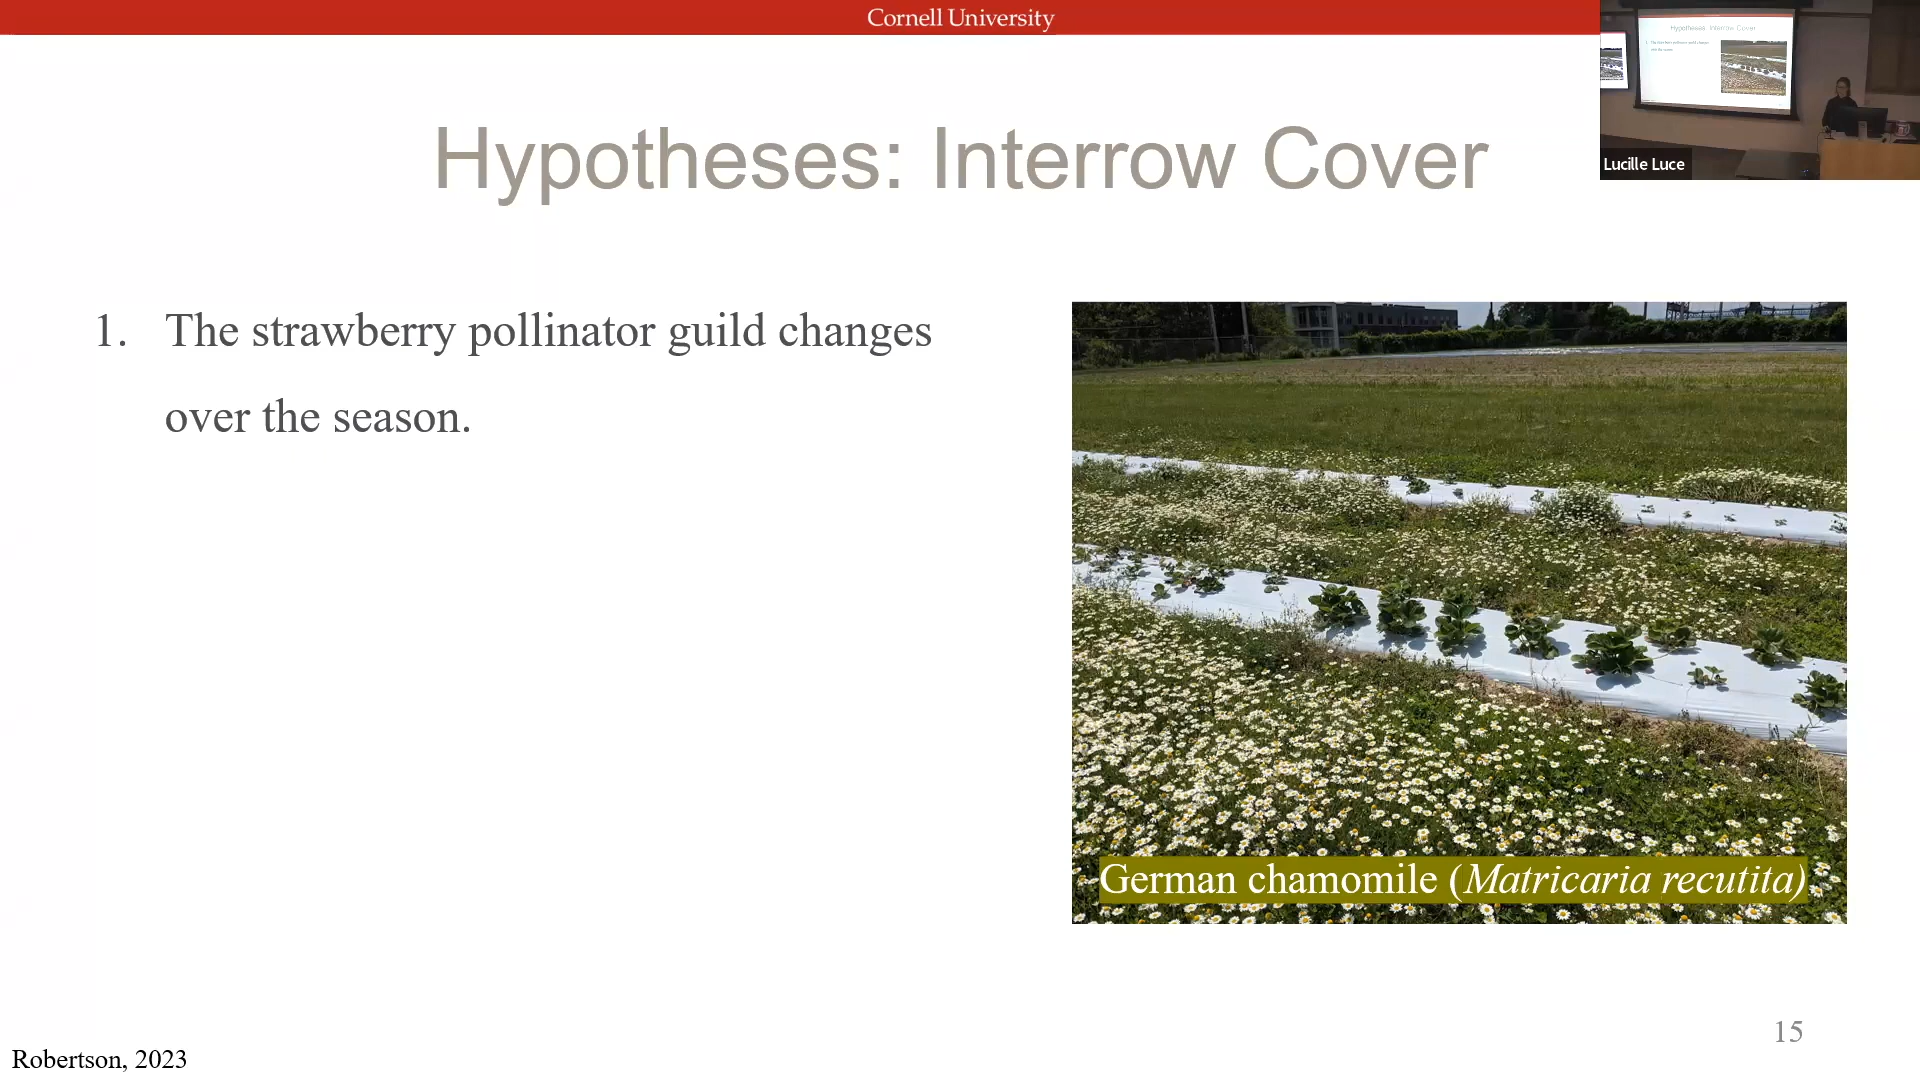 Cornell University
Hypotheses: Interrow Cover
Lucille Luce
1. The strawberry pollinator guild changes
over the season.
German chamomile (Matricaria recutita)
15
Robertson, 2023